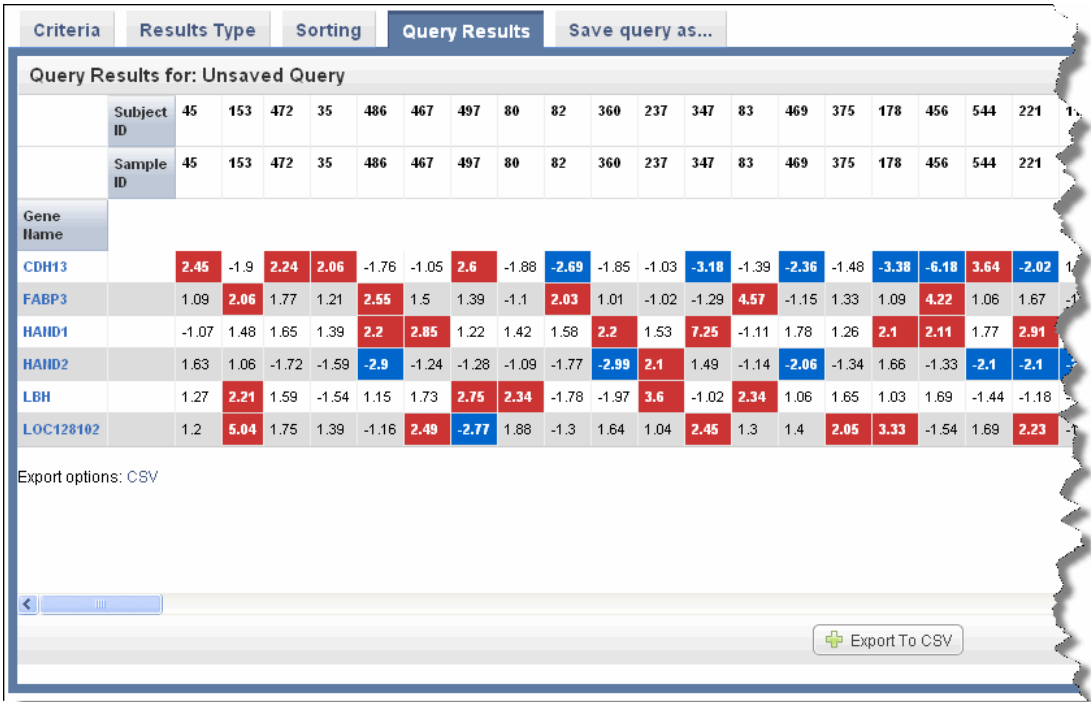 Criteria Results Type Sorting Query Results Save query as...
Query Results for: Unsaved Query
Subject ID 45 153 472 35 486 467 497 80 82 360 237 347 83 469 375 178 456 544 221
Sample ID 45 153 472 35 486 467 497 80 82 360 237 347 83 469 375 178 456 544 221
Gene Name
CDH13 2.45 -1.9 2.24 2.06 -1.76 -1.05 2.6 -1.88 -2.69 -1.85 -1.03 -3.18 -1.39 -2.36 -1.48 -3.38 -6.18 3.64 -2.02
FABP3 1.09 2.06 1.77 1.21 2.55 1.5 1.39 -1.1 2.03 1.01 -1.02 -1.29 4.57 -1.15 1.33 1.09 4.22 1.06 1.67
HAND1 -1.07 1.48 1.65 1.39 2.2 2.85 1.22 1.42 1.58 2.2 1.53 7.25 -1.11 1.78 1.26 2.1 2.11 1.77 2.91
HAND2 1.63 1.06 -1.72 -1.59 -2.9 -1.24 -1.28 -1.09 -1.77 -2.99 2.1 1.49 -1.14 -2.06 -1.34 1.66 -1.33 -2.1 -2.1
LBH 1.27 2.21 1.59 -1.54 1.15 1.73 2.75 2.34 -1.78 -1.97 3.6 -1.02 2.34 1.06 1.65 1.03 1.69 -1.44 -1.18
LOC128102 1.2 5.04 1.75 1.39 -1.16 2.49 -2.77 1.88 -1.3 1.64 1.04 2.45 1.3 1.4 2.05 3.33 -1.54 1.69 2.23
Export options: CSV
Export To CSV